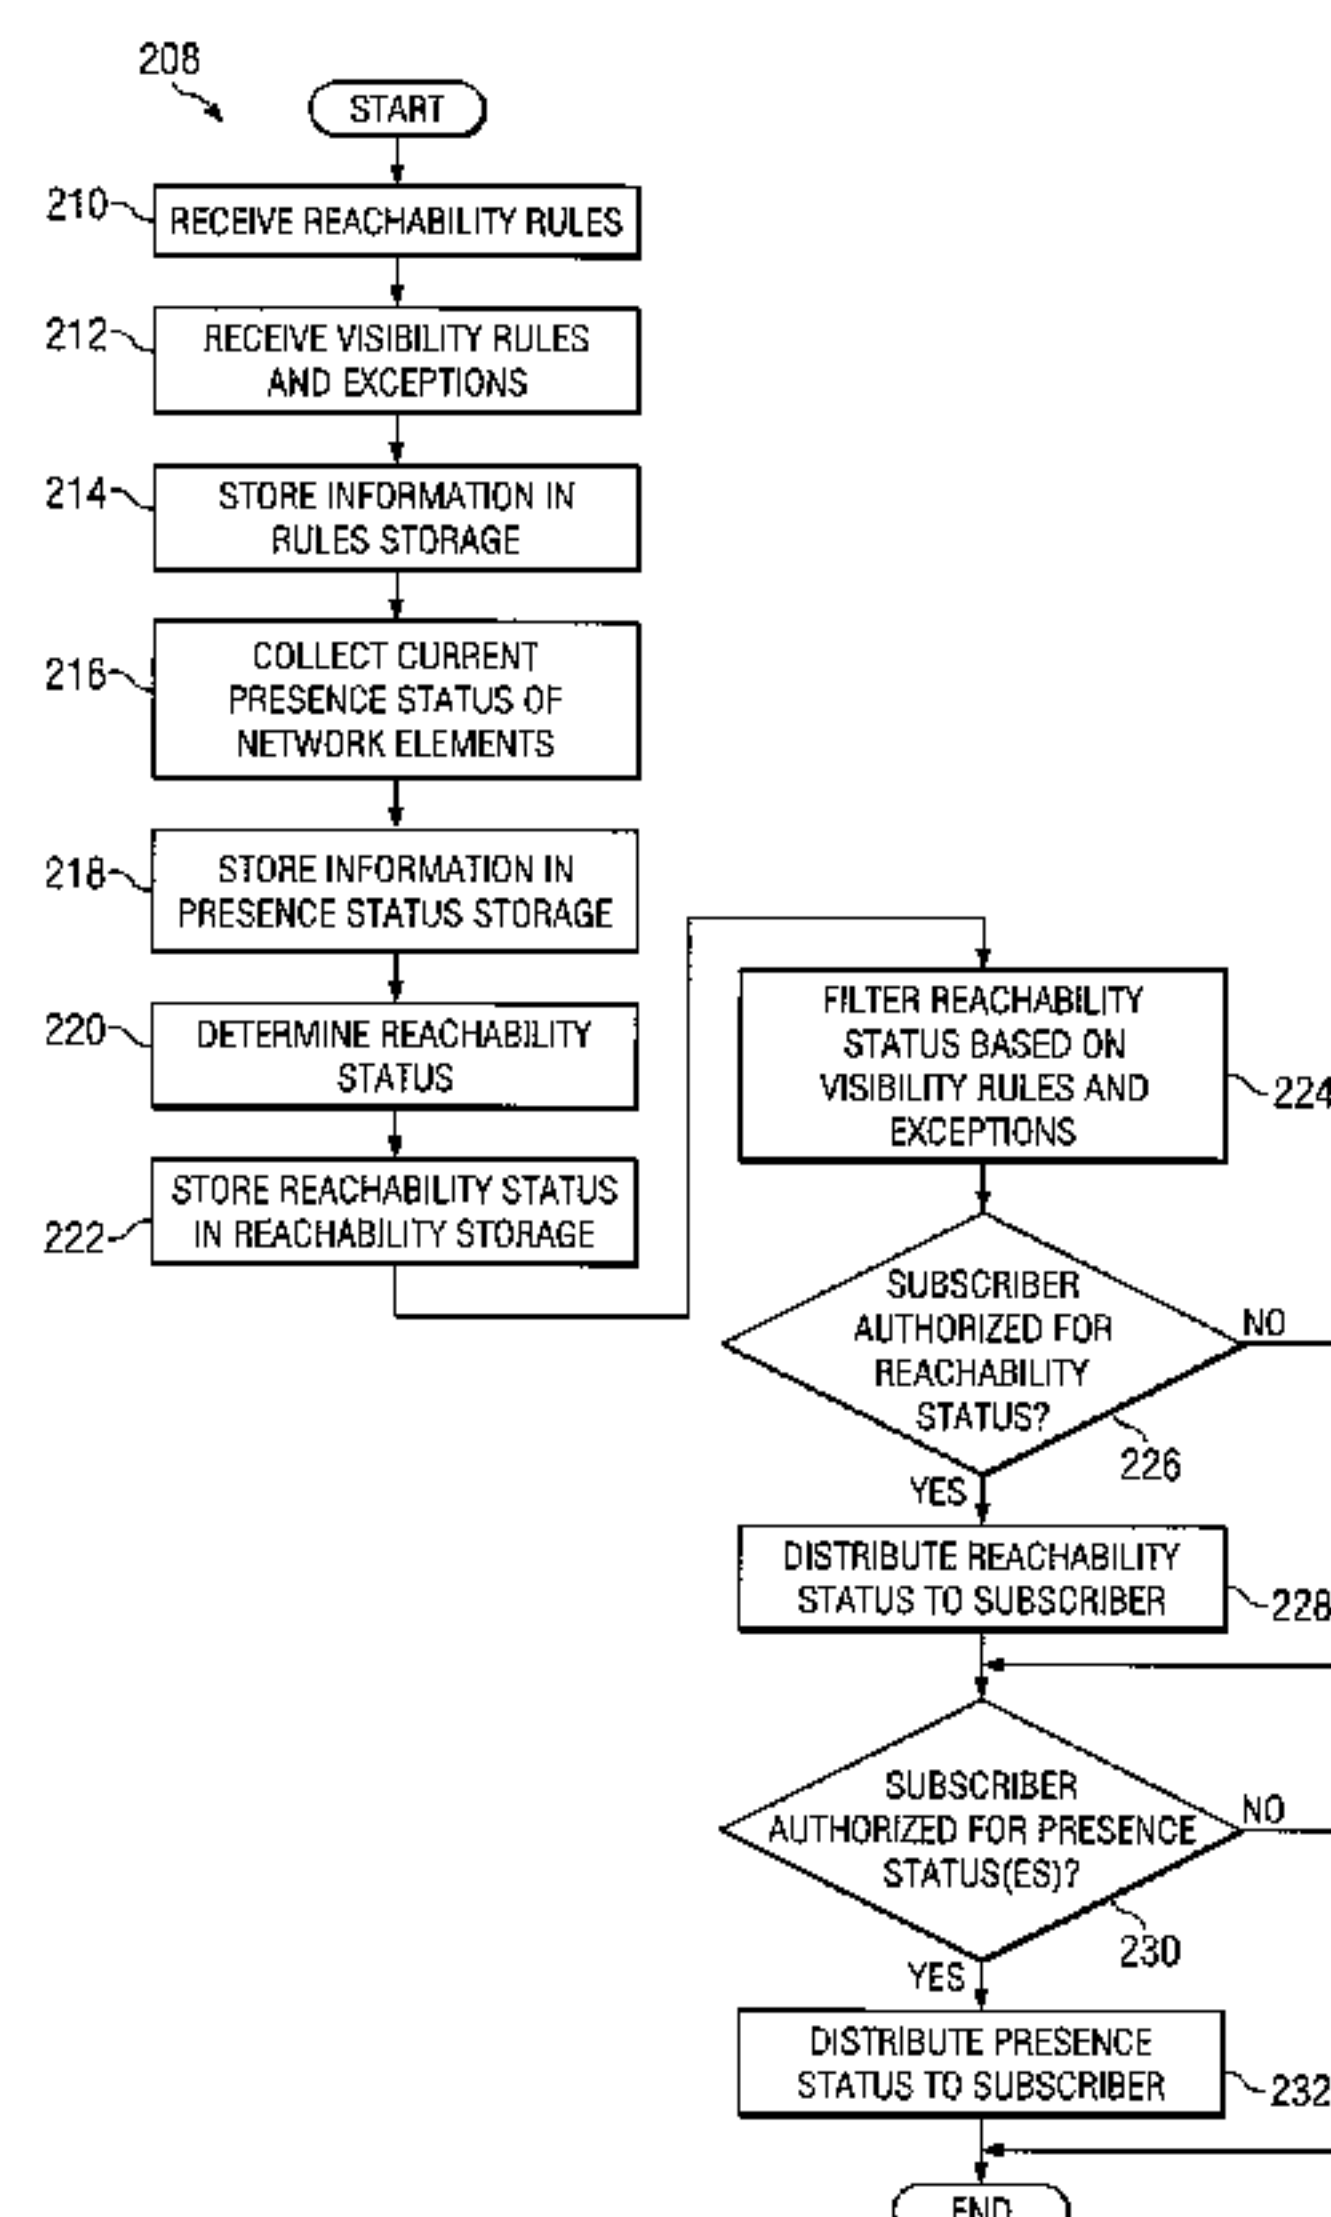 208
START
210
RECEIVE REACHABILITY RULES
212
RECEIVE VISIBILITY RULES
AND EXCEPTIONS
214
STORE INFORMATION IN
RULES STORAGE
216
COLLECT CURRENT
PRESENCE STATUS OF
NETWORK ELEMENTS
218
STORE INFORMATION IN
PRESENCE STATUS STORAGE
220
DETERMINE REACHABILITY
STATUS
222
STORE REACHABILITY STATUS
IN REACHABILITY STORAGE
FILTER REACHABILITY
STATUS BASED ON
VISIBILITY RULES AND
EXCEPTIONS
224
SUBSCRIBER
AUTHORIZED FOR
REACHABILITY
STATUS?
NO
226
YES
DISTRIBUTE REACHABILITY
STATUS TO SUBSCRIBER
228
SUBSCRIBER
AUTHORIZED FOR PRESENCE
STATUS(ES)?
NO
230
YES
DISTRIBUTE PRESENCE
STATUS TO SUBSCRIBER
232
END